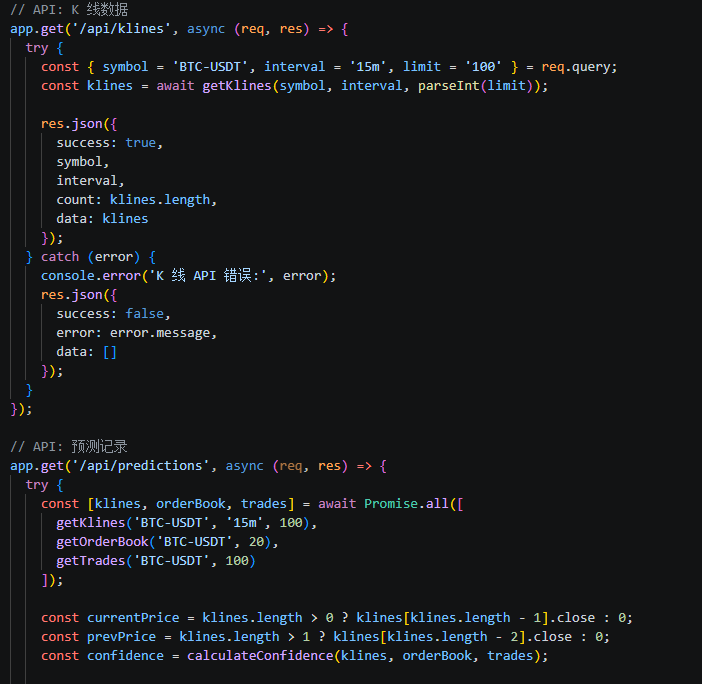 // API: K 线数据
app.get('/api/klines', async (req, res) => {
  try {
    const { symbol = 'BTC-USDT', interval = '15m', limit = '100' } = req.query;
    const klines = await getKlines(symbol, interval, parseInt(limit));

    res.json({
      success: true,
      symbol,
      interval,
      count: klines.length,
      data: klines
    });
  } catch (error) {
    console.error('K 线 API 错误:', error);
    res.json({
      success: false,
      error: error.message,
      data: []
    });
  }
});

// API: 预测记录
app.get('/api/predictions', async (req, res) => {
  try {
    const [klines, orderBook, trades] = await Promise.all([
      getKlines('BTC-USDT', '15m', 100),
      getOrderBook('BTC-USDT', 20),
      getTrades('BTC-USDT', 100)
    ]);

    const currentPrice = klines.length > 0 ? klines[klines.length - 1].close : 0;
    const prevPrice = klines.length > 1 ? klines[klines.length - 2].close : 0;
    const confidence = calculateConfidence(klines, orderBook, trades);